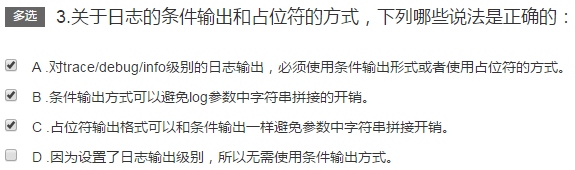 多选 3.关于日志的条件输出和占位符的方式，下列哪些说法是正确的：
A .对trace/debug/info级别的日志输出，必须使用条件输出形式或者使用占位符的方式。
B .条件输出方式可以避免log参数中字符串拼接的开销。
C .占位符输出格式可以和条件输出一样避免参数中字符串拼接开销。
D .因为设置了日志输出级别，所以无需使用条件输出方式。